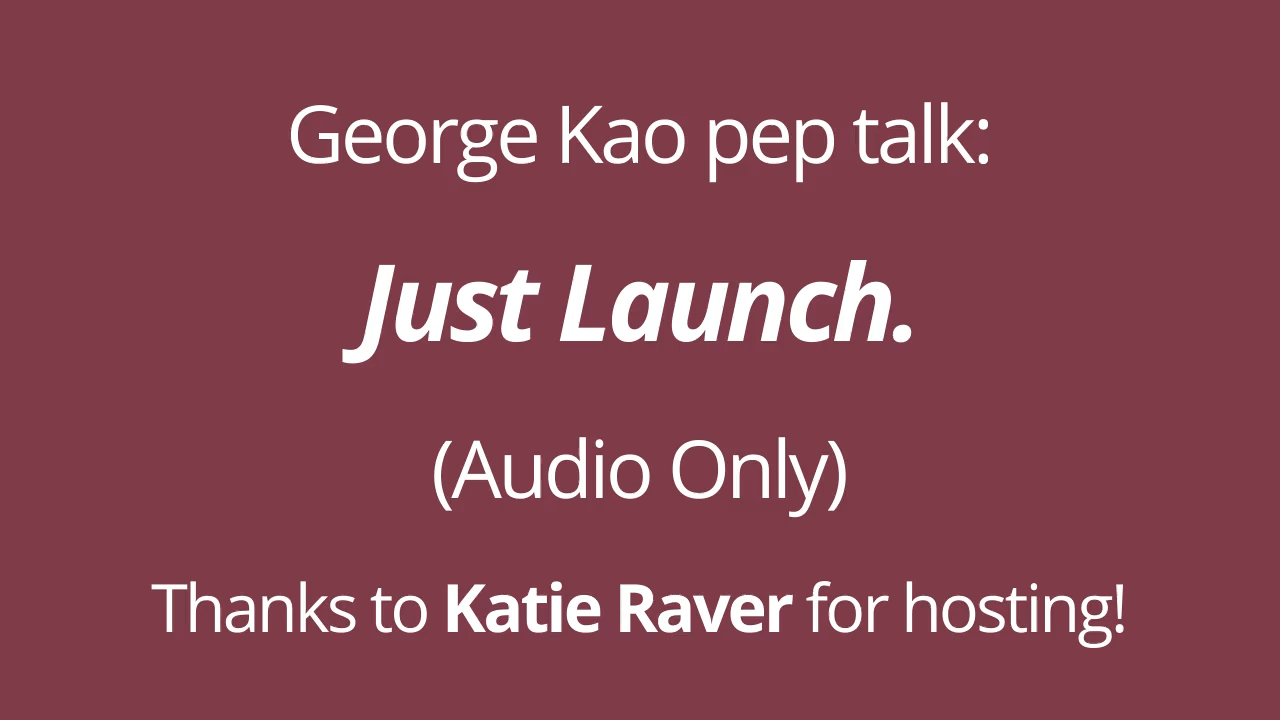 George Kao pep talk:
Just Launch.
(Audio Only)
Thanks to Katie Raver for hosting!